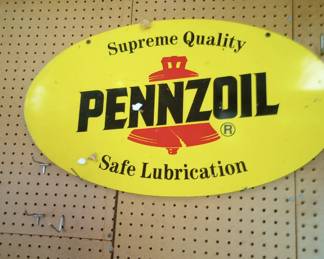 Supreme Quality
PENNZOIL
®
Safe Lubrication